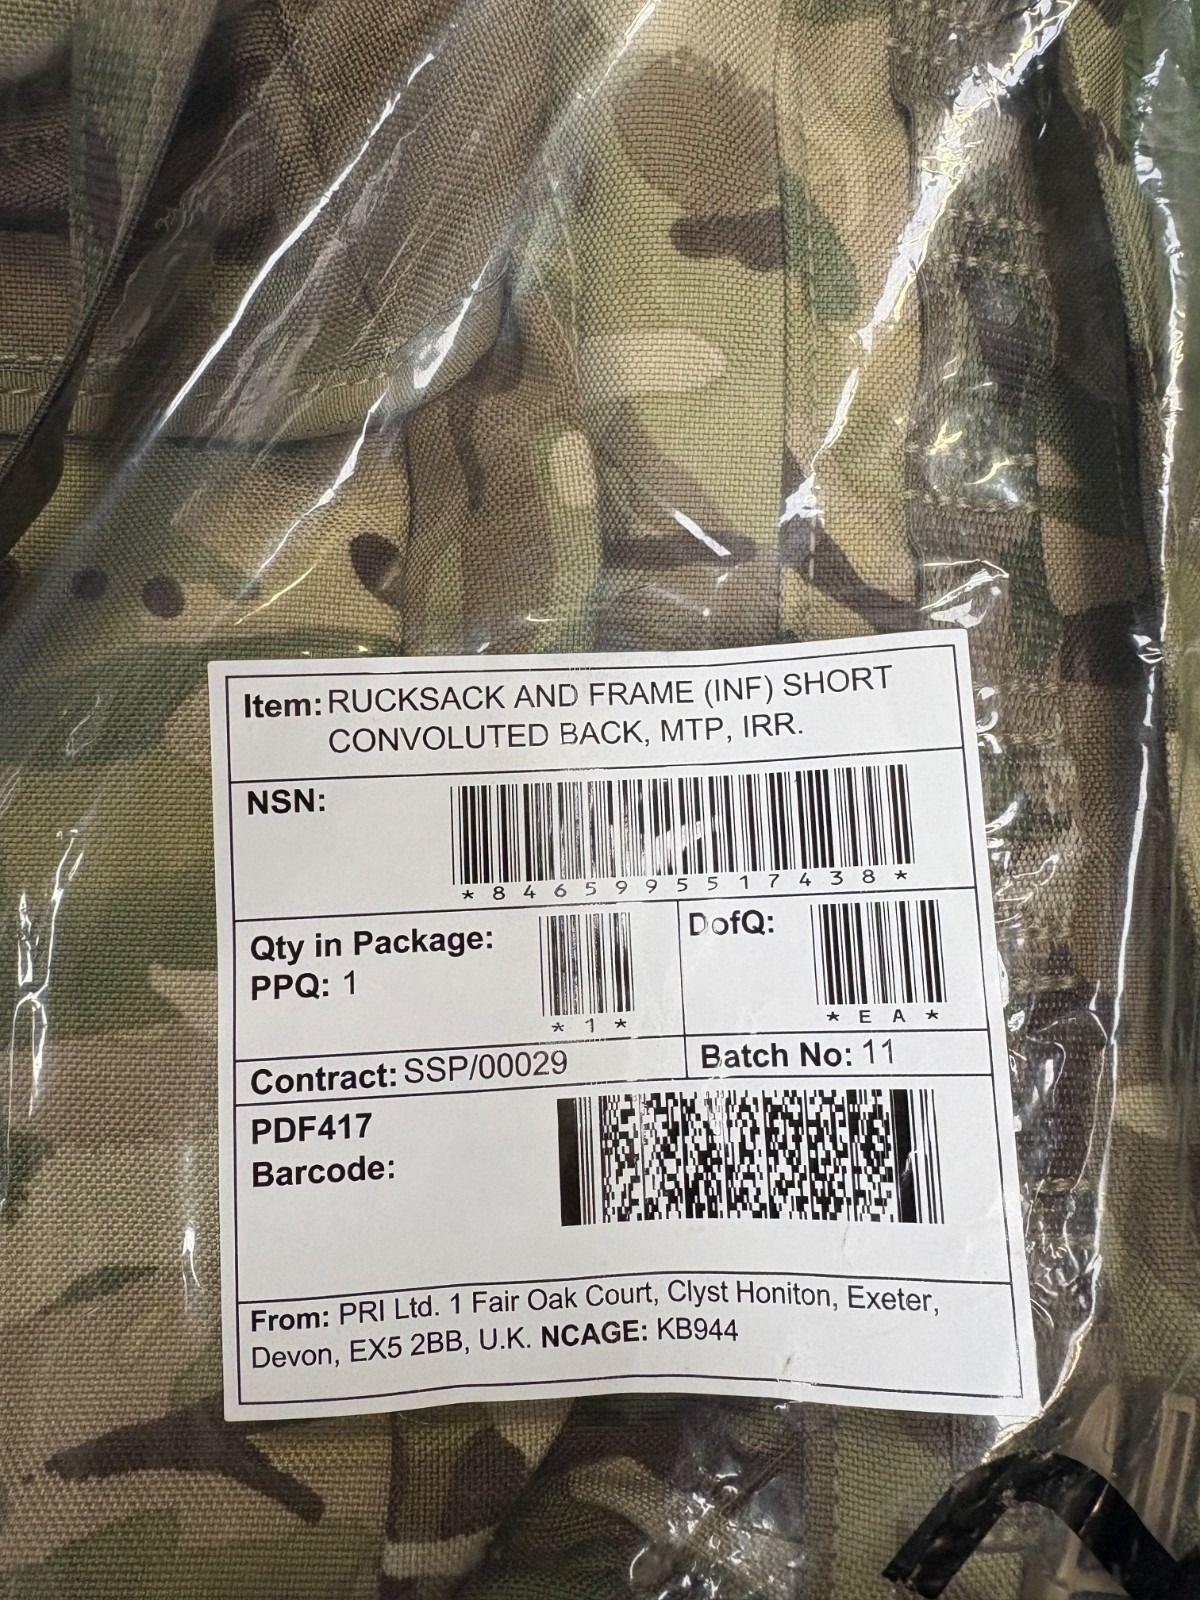 Item: RUCKSACK AND FRAME (INF) SHORT
CONVOLUTED BACK, MTP, IRR.
NSN:
*8465995517438*
Qty in Package:
PPQ: 1
*1*
DofQ:
*EA*
Contract: SSP/00029
Batch No: 11
PDF417
Barcode:
From: PRI Ltd. 1 Fair Oak Court, Clyst Honiton, Exeter,
Devon, EX5 2BB, U.K. NCAGE: KB944